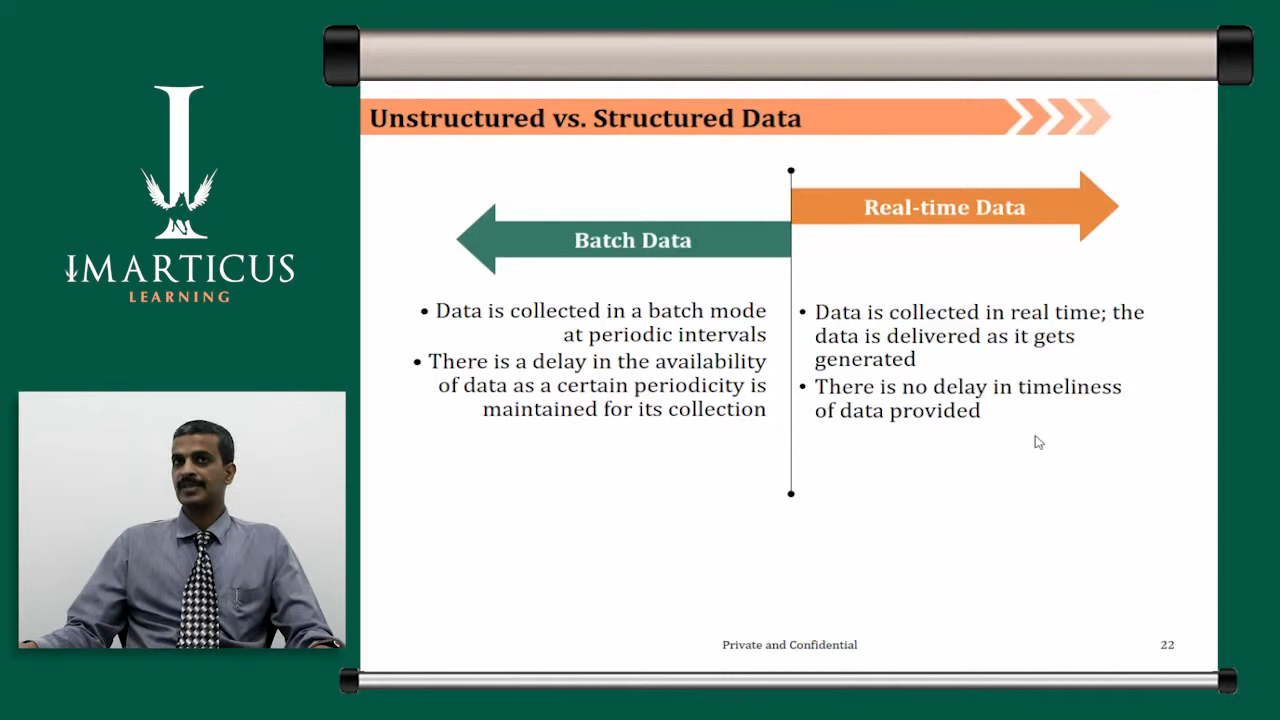 IMARTICUS
LEARNING
Unstructured vs. Structured Data
Batch Data
• Data is collected in a batch mode
at periodic intervals
• There is a delay in the availability
of data as a certain periodicity is
maintained for its collection
Real-time Data
• Data is collected in real time; the
data is delivered as it gets
generated
• There is no delay in timeliness
of data provided
Private and Confidential
22